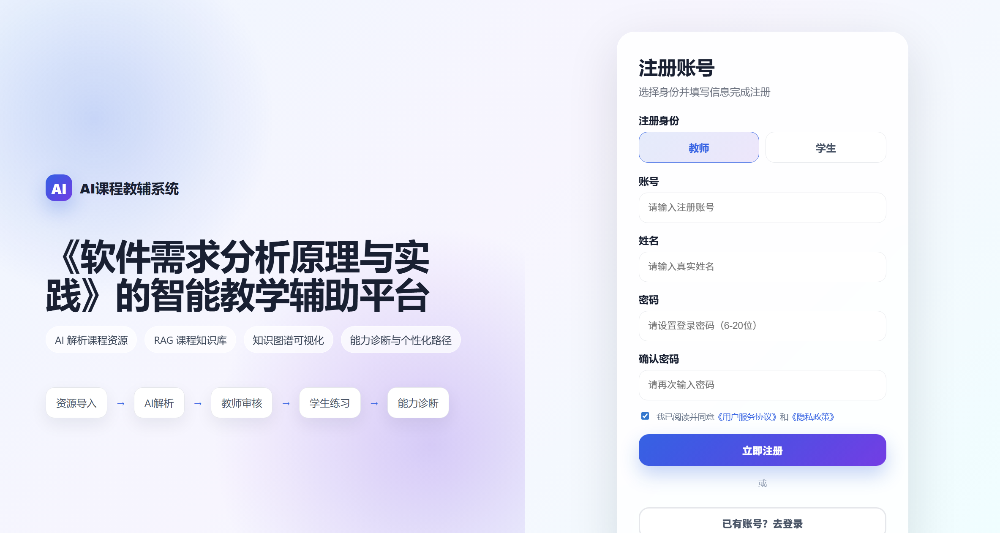 AI
AI课程教辅系统
《软件需求分析原理与实
践》的智能教学辅助平台
AI 解析课程资源
RAG 课程知识库
知识图谱可视化
能力诊断与个性化路径
资源导入 → AI解析 → 教师审核 → 学生练习 → 能力诊断
注册账号
选择身份并填写信息完成注册
注册身份
教师
学生
账号
请输入注册账号
姓名
请输入真实姓名
密码
请设置登录密码（6-20位）
确认密码
请再次输入密码
我已阅读并同意《用户服务协议》和《隐私政策》
立即注册
或
已有账号？去登录